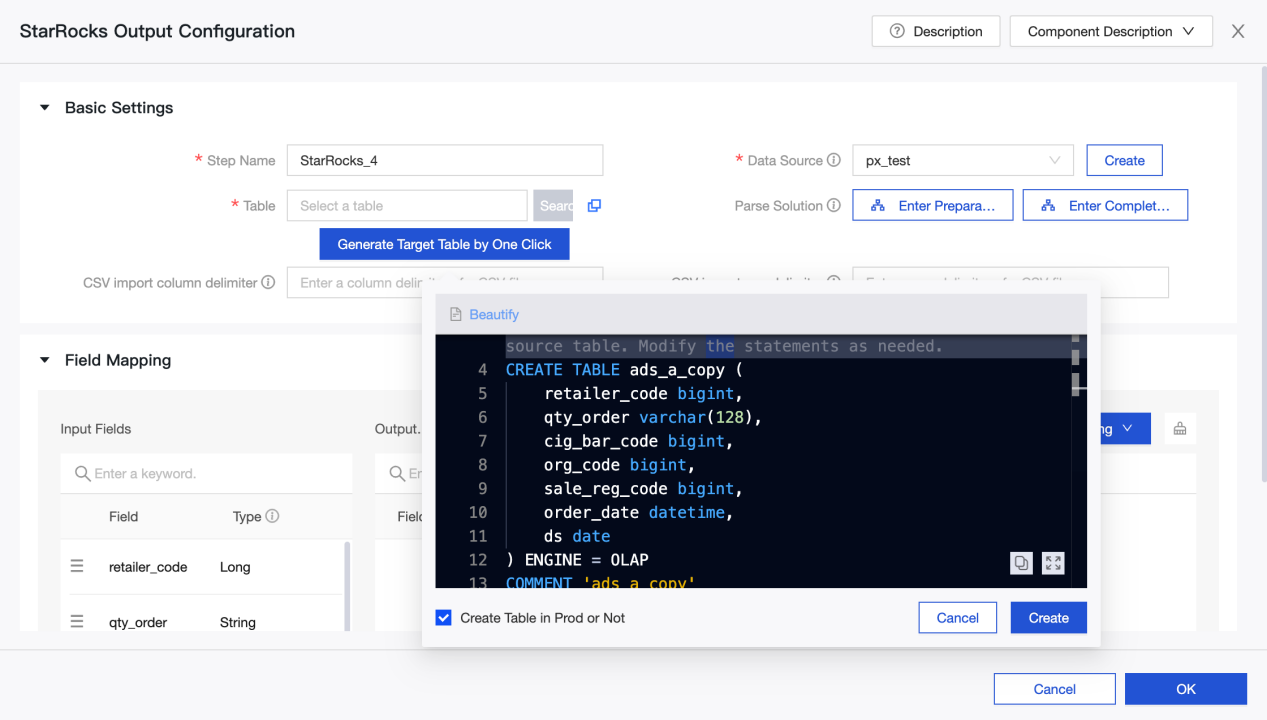 StarRocks Output Configuration
Description
Component Description
Basic Settings
* Step Name
StarRocks_4
* Data Source
px_test
Create
* Table
Select a table
Searc
Parse Solution
Enter Prepara...
Enter Complet...
Generate Target Table by One Click
CSV import column delimiter
Enter a column
Beautify
source table. Modify the statements as needed.
4 CREATE TABLE ads_a_copy (
5 retailer_code bigint,
6 qty_order varchar(128),
7 cig_bar_code bigint,
8 org_code bigint,
9 sale_reg_code bigint,
10 order_date datetime,
11 ds date
12 ) ENGINE = OLAP
13 COMMENT 'ads_a_copy'
Create Table in Prod or Not
Cancel
Create
Field Mapping
Input Fields
Output.
ng
Enter a keyword.
En
Field
Type
Field
retailer_code
Long
qty_order
String
Cancel
OK